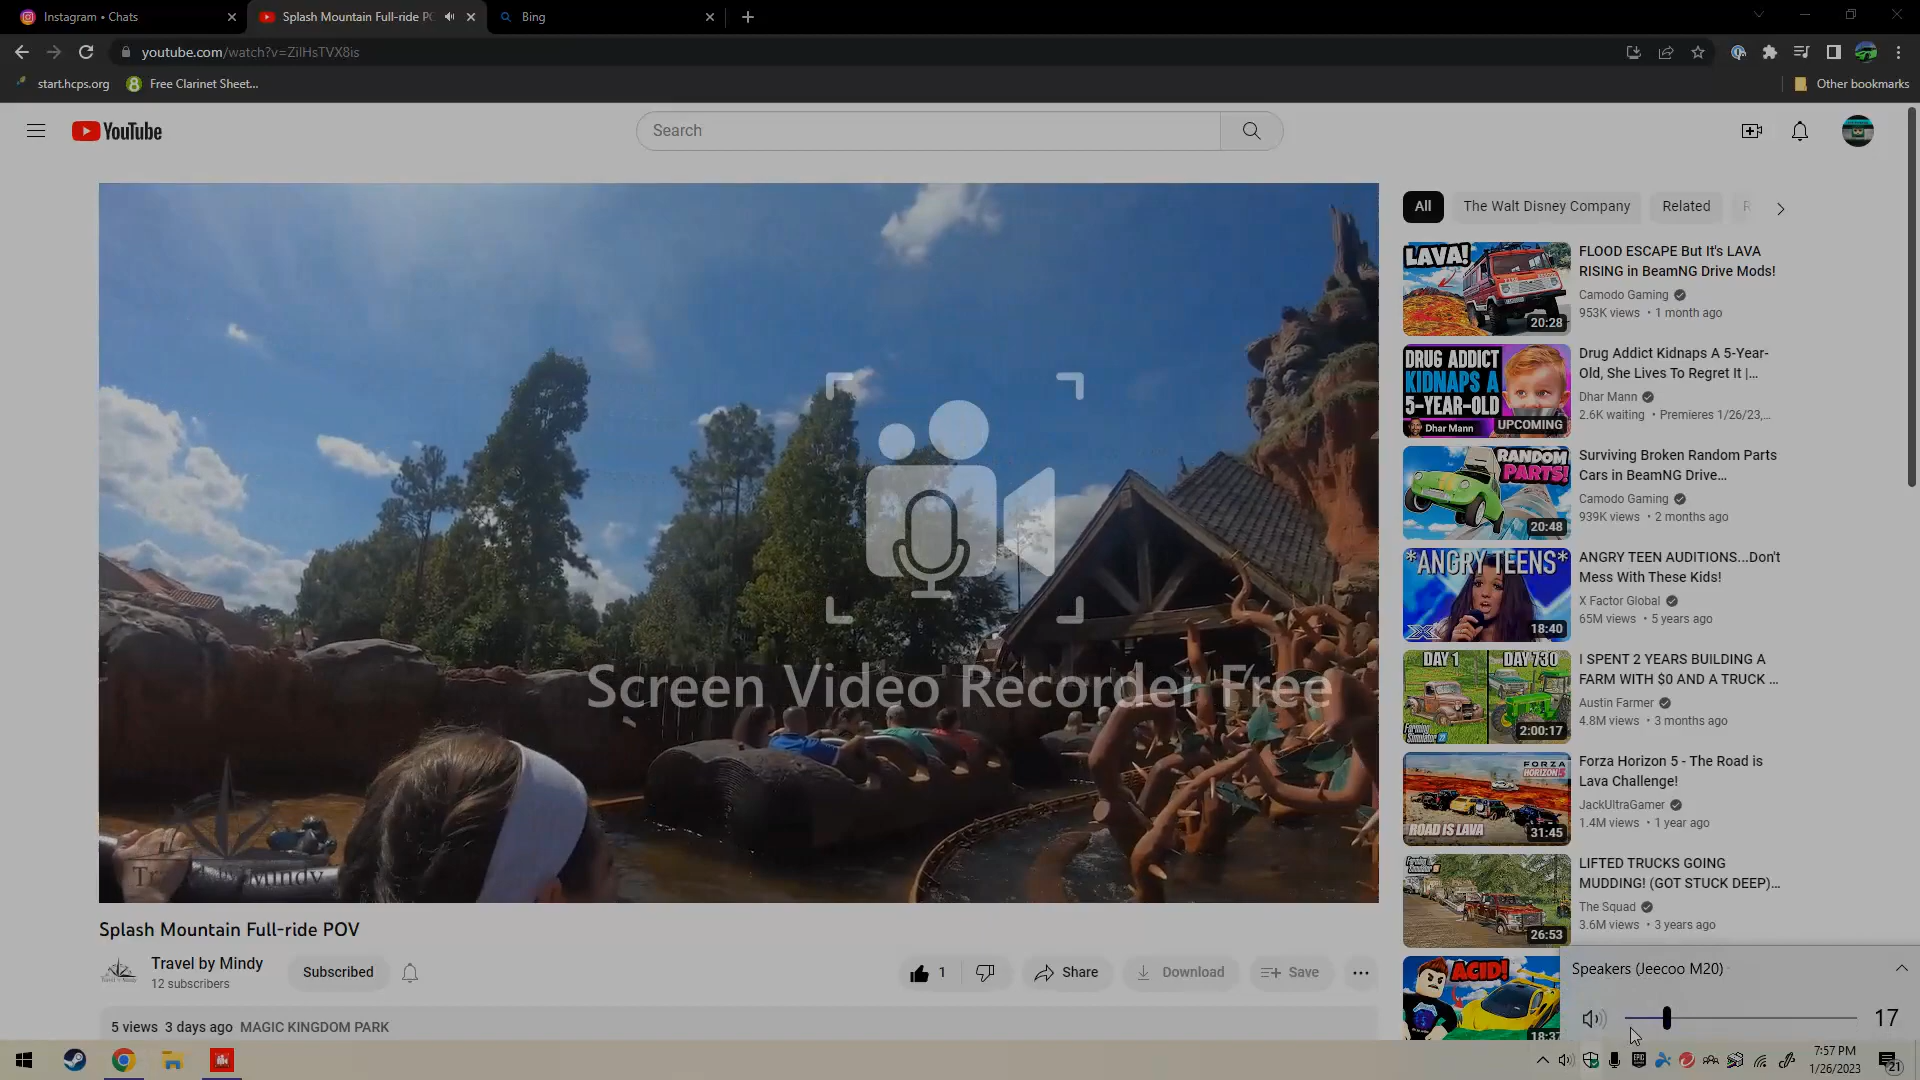 Instagram • Chats
Splash Mountain Full-ride PO
Bing
youtube.com/watch?v=ZilHsTVX8is
start.hcps.org
Free Clarinet Sheet...
Other bookmarks
YouTube
Search
All
The Walt Disney Company
Related
LAVA!
20:28
FLOOD ESCAPE But It's LAVA
RISING in BeamNG Drive Mods!
Camodo Gaming
953K views • 1 month ago
DRUG ADDICT
KIDNAPS A
5-YEAR-OLD
Dhar Mann
UPCOMING
Drug Addict Kidnaps A 5-Year-
Old, She Lives To Regret It |...
Dhar Mann
2.6K waiting • Premieres 1/26/23,...
RANDOM
PARTS!
20:48
Surviving Broken Random Parts
Cars in BeamNG Drive...
Camodo Gaming
939K views • 2 months ago
*ANGRY TEENS*
18:40
ANGRY TEEN AUDITIONS...Don't
Mess With These Kids!
X Factor Global
65M views • 5 years ago
DAY 1
DAY 730
2:00:17
I SPENT 2 YEARS BUILDING A
FARM WITH $0 AND A TRUCK ...
Austin Farmer
4.8M views • 3 months ago
FORZA
HORIZON 5
ROAD IS LAVA
31:45
Forza Horizon 5 - The Road is
Lava Challenge!
JackUltraGamer
1.4M views • 1 year ago
26:53
LIFTED TRUCKS GOING
MUDDING! (GOT STUCK DEEP)...
The Squad
3.6M views • 3 years ago
ACID!
18:37
Screen Video Recorder Free
Travel by Mindy
Splash Mountain Full-ride POV
Travel by Mindy
12 subscribers
Subscribed
1
Share
Download
Save
5 views 3 days ago MAGIC KINGDOM PARK
Speakers (Jeecoo M20)
17
7:57 PM
1/26/2023
21